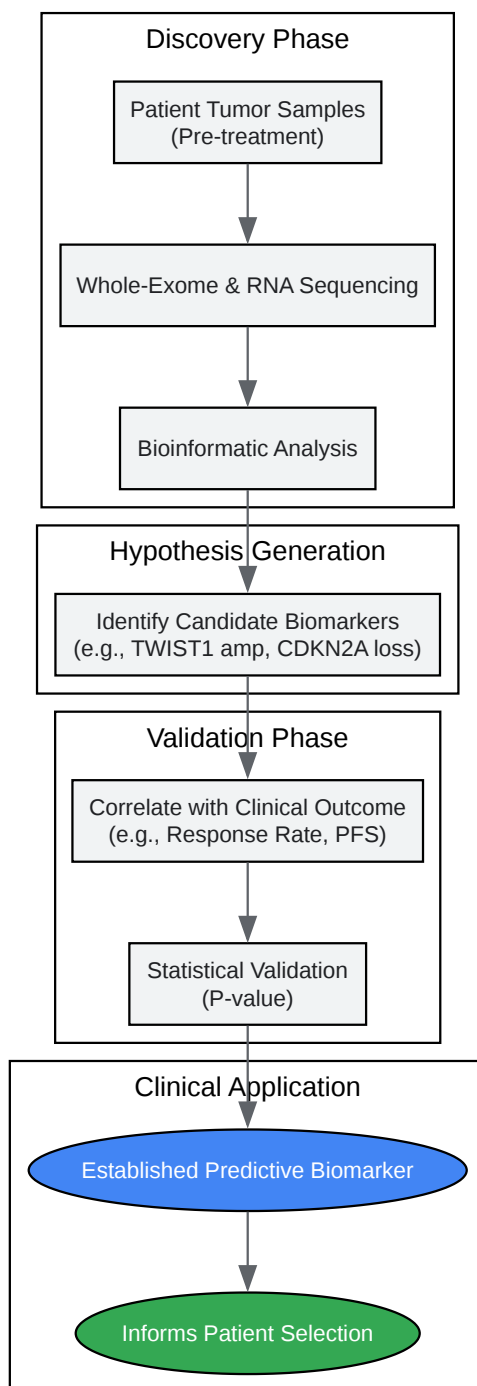 Discovery Phase
Patient Tumor Samples
(Pre-treatment)
Whole-Exome & RNA Sequencing
Bioinformatic Analysis
Hypothesis Generation
Identify Candidate Biomarkers
(e.g., TWIST1 amp, CDKN2A loss)
Validation Phase
Correlate with Clinical Outcome
(e.g., Response Rate, PFS)
Statistical Validation
(P-value)
Clinical Application
Established Predictive Biomarker
Informs Patient Selection